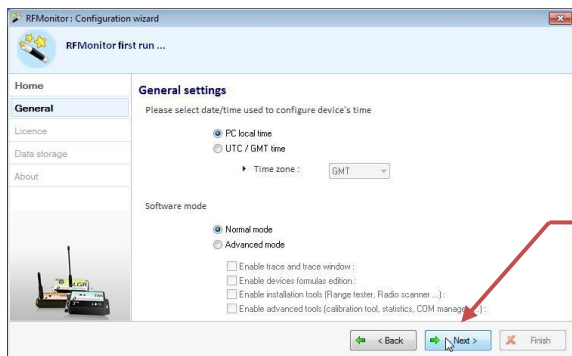 RFMonitor : Configuration wizard
RFMonitor first run ...
Home
General
Licence
Data storage
About
General settings
Please select date/time used to configure device's time
PC local time
UTC / GMT time
Time zone :
GMT
Software mode
Normal mode
Advanced mode
Enable trace and trace window :
Enable devices formulas edition :
Enable installation tools (Range tester, Radio scanner ...) :
Enable advanced tools (calibration tool, statistics, COM manager...) :
< Back
Next >
Finish